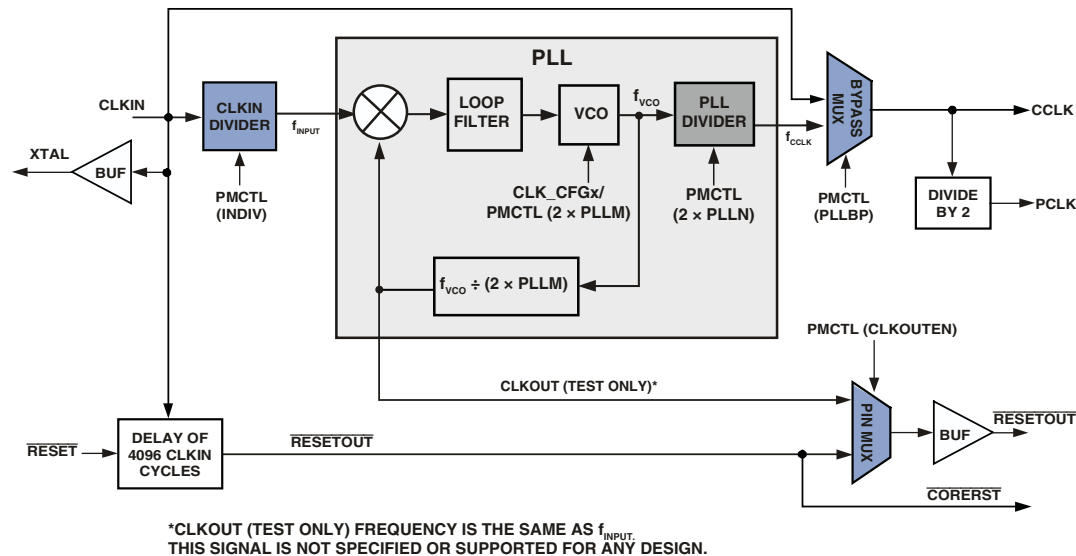 PLL
CLKIN
CLKIN
DIVIDER
f_INPUT
LOOP
FILTER
VCO
f_VCO
PLL
DIVIDER
f_CCLK
BYPASS
MUX
CCLK
XTAL
BUF
PMCTL
(INDIV)
CLK_CFGx/
PMCTL (2 × PLLM)
PMCTL
(2 × PLLN)
PMCTL
(PLLBP)
DIVIDE
BY 2
PCLK
f_VCO ÷ (2 × PLLM)
PMCTL (CLKOUTEN)
CLKOUT (TEST ONLY)*
RESET
DELAY OF
4096 CLKIN
CYCLES
RESETOUT
PIN MUX
BUF
RESETOUT
CORERST
*CLKOUT (TEST ONLY) FREQUENCY IS THE SAME AS f_INPUT.
THIS SIGNAL IS NOT SPECIFIED OR SUPPORTED FOR ANY DESIGN.